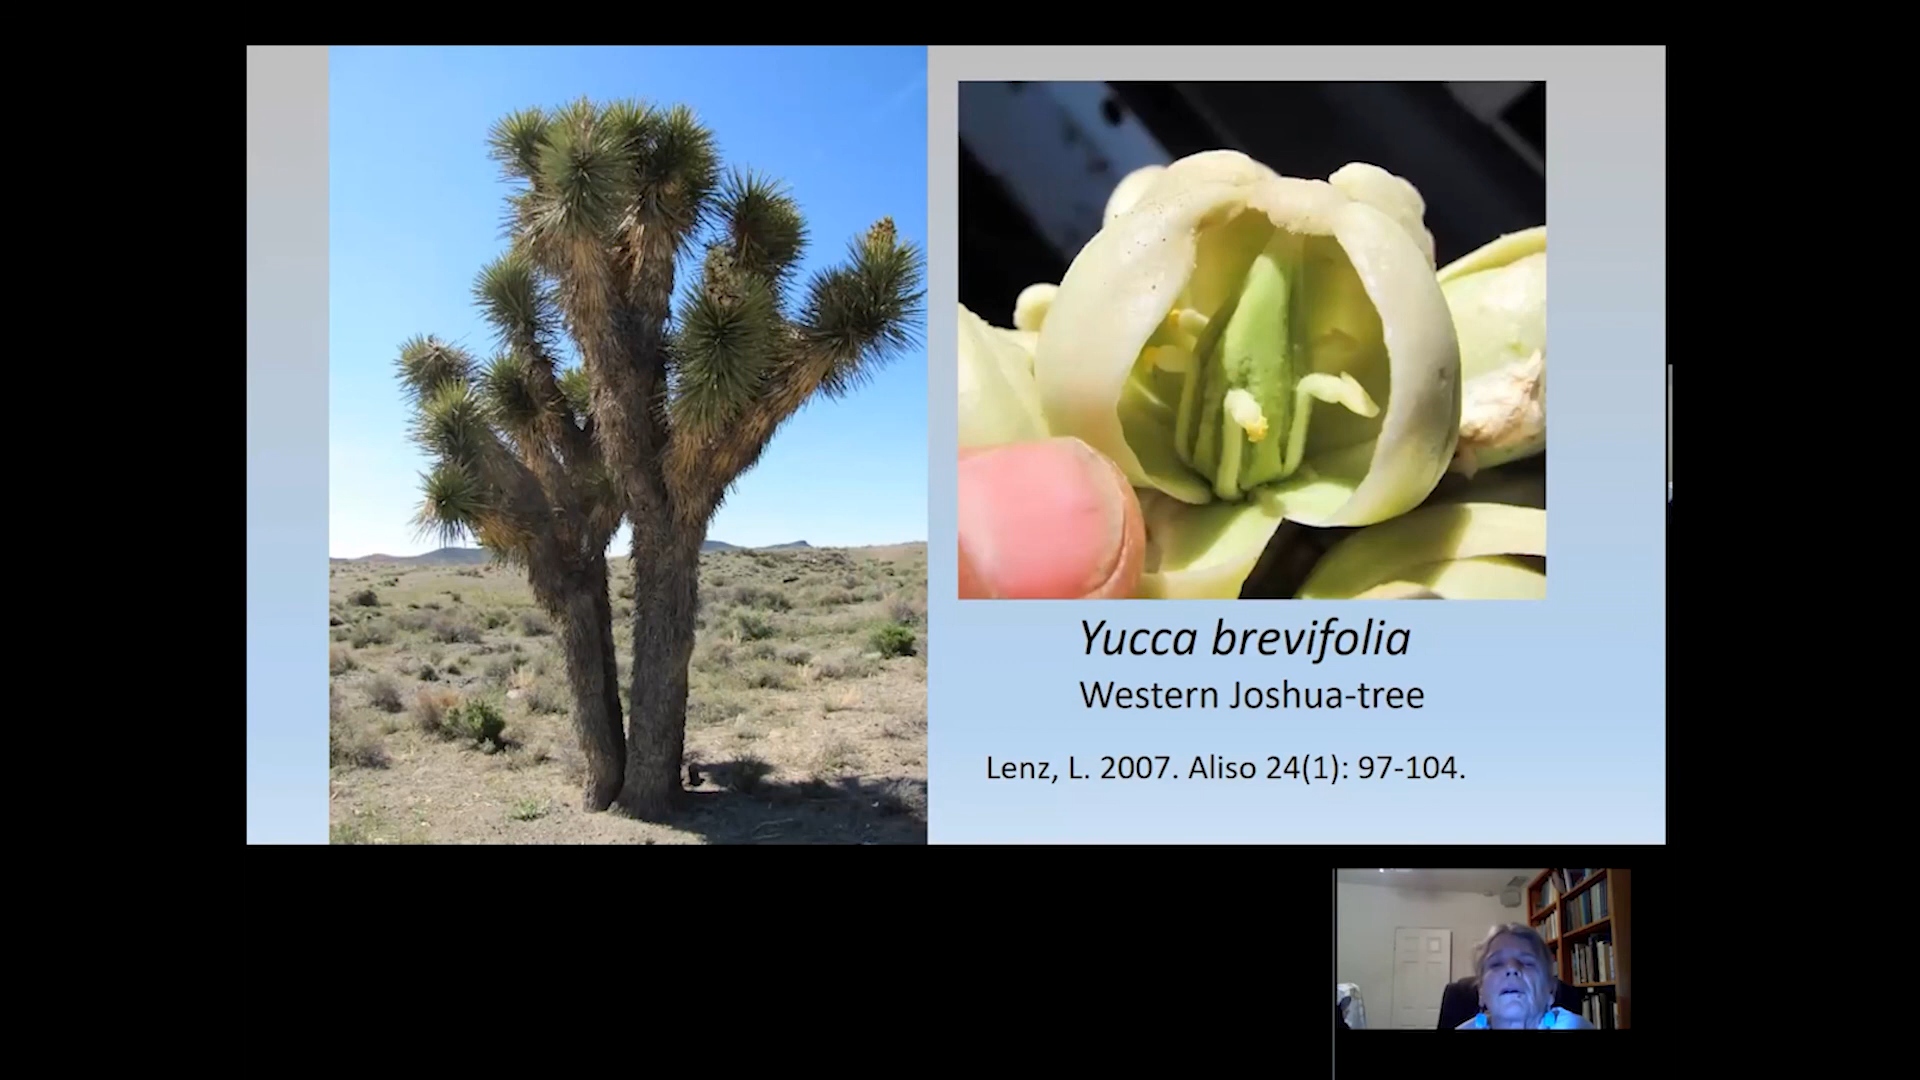 Yucca brevifolia
Western Joshua-tree
Lenz, L. 2007. Aliso 24(1): 97-104.